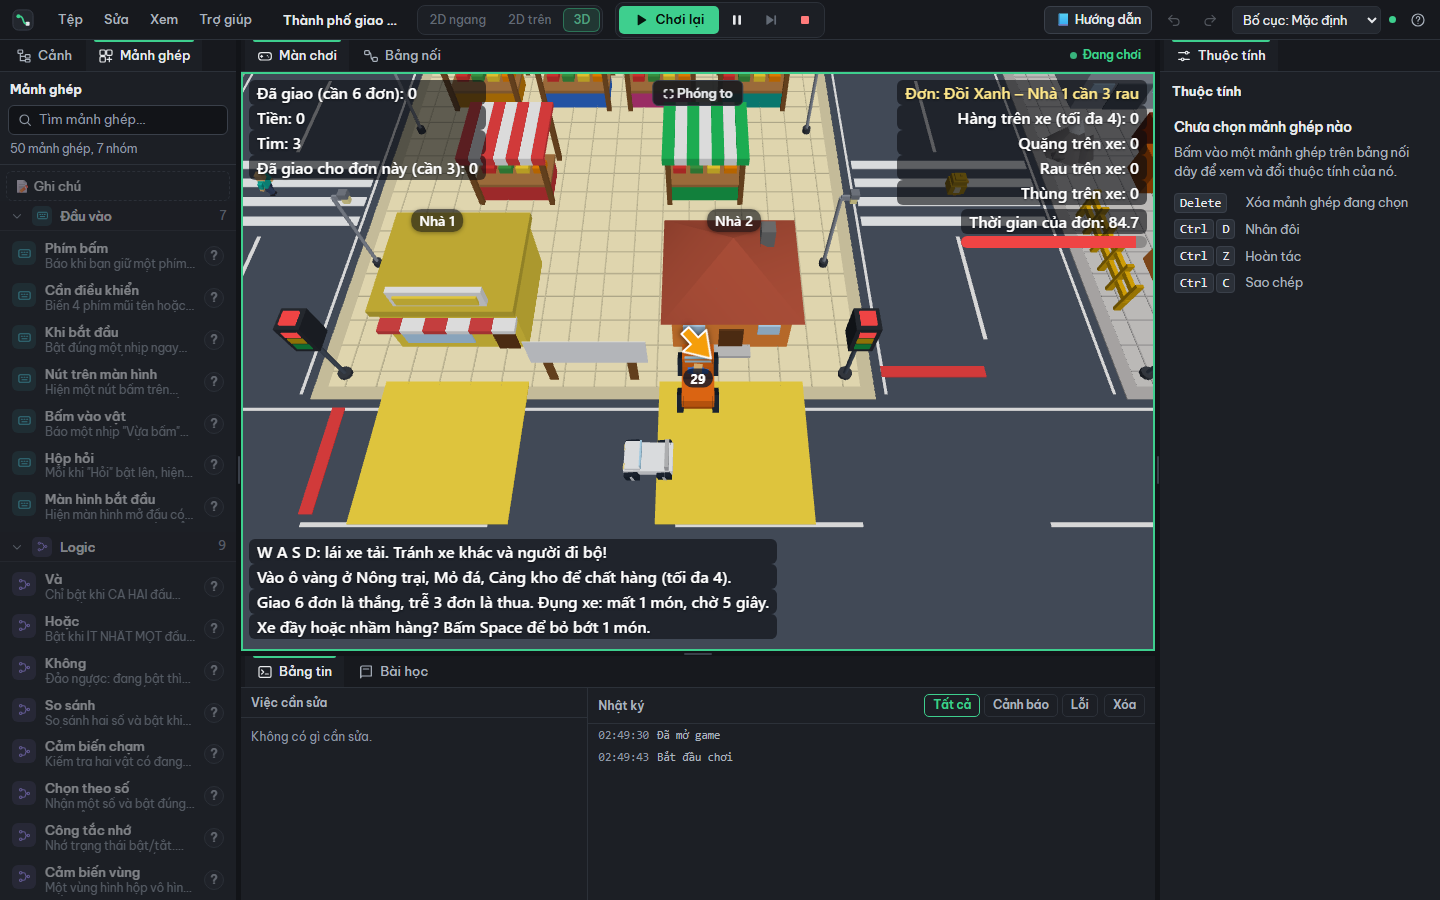 Tệp Sửa Xem Trợ giúp Thành phố giao ... 2D ngang 2D trên 3D Chơi lại Hướng dẫn Bố cục: Mặc định
Cảnh Mảnh ghép
Màn chơi Bảng nối Đang chơi
Thuộc tính
Mảnh ghép
Tìm mảnh ghép...
50 mảnh ghép, 7 nhóm
Ghi chú
Đầu vào 7
Phím bấm ?
Báo khi bạn giữ một phím...
Cần điều khiển ?
Biến 4 phím mũi tên hoặc...
Khi bắt đầu ?
Bật đúng một nhịp ngay...
Nút trên màn hình ?
Hiện một nút bấm trên...
Bấm vào vật ?
Báo một nhịp "Vừa bấm"...
Hộp hỏi ?
Mỗi khi "Hỏi" bật lên, hiện...
Màn hình bắt đầu ?
Hiện màn hình mở đầu có...
Logic 9
Và ?
Chỉ bật khi CẢ HAI đầu...
Hoặc ?
Bật khi ÍT NHẤT MỘT đầu...
Không ?
Đảo ngược: đang bật thì...
So sánh ?
So sánh hai số và bật khi...
Cảm biến chạm ?
Kiểm tra hai vật có đang...
Chọn theo số ?
Nhận một số và bật đúng...
Công tắc nhớ ?
Nhớ trạng thái bật/tắt....
Cảm biến vùng ?
Một vùng hình hộp vô hìn...
Đã giao (cần 6 đơn): 0
Tiền: 0
Tim: 3
Đã giao cho đơn này (cần 3): 0
Phóng to
Đơn: Đồi Xanh – Nhà 1 cần 3 rau
Hàng trên xe (tối đa 4): 0
Quặng trên xe: 0
Rau trên xe: 0
Thùng trên xe: 0
Thời gian của đơn: 84.7
Nhà 1
Nhà 2
29
W A S D: lái xe tải. Tránh xe khác và người đi bộ!
Vào ô vàng ở Nông trại, Mỏ đá, Cảng kho để chất hàng (tối đa 4).
Giao 6 đơn là thắng, trễ 3 đơn là thua. Đụng xe: mất 1 món, chờ 5 giây.
Xe đầy hoặc nhầm hàng? Bấm Space để bỏ bớt 1 món.
Bảng tin Bài học
Việc cần sửa
Không có gì cần sửa.
Nhật ký Tất cả Cảnh báo Lỗi Xóa
02:49:30 Đã mở game
02:49:43 Bắt đầu chơi
Thuộc tính
Chưa chọn mảnh ghép nào
Bấm vào một mảnh ghép trên bảng nối
dây để xem và đổi thuộc tính của nó.
Delete Xóa mảnh ghép đang chọn
Ctrl D Nhân đôi
Ctrl Z Hoàn tác
Ctrl C Sao chép